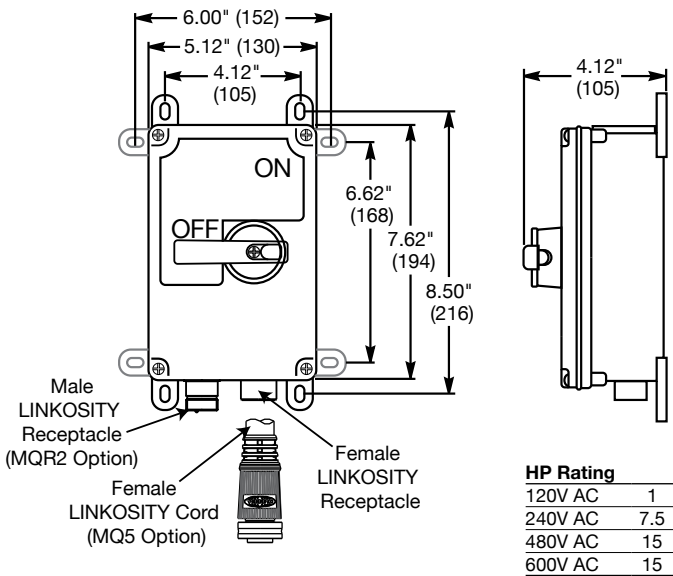 6.00" (152)
5.12" (130)
4.12"
(105)
4.12"
(105)
ON
OFF
6.62"
(168)
7.62"
(194)
8.50"
(216)
Male
LINKOSITY
Receptacle
(MQR2 Option)
Female
LINKOSITY Cord
(MQ5 Option)
Female
LINKOSITY
Receptacle
HP Rating
120V AC 1
240V AC 7.5
480V AC 15
600V AC 15